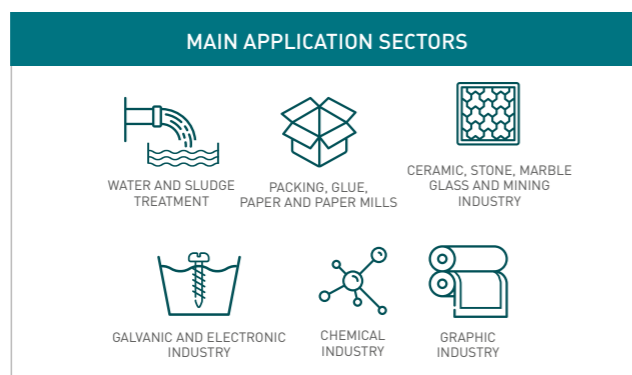 MAIN APPLICATION SECTORS
WATER AND SLUDGE
TREATMENT
PACKING, GLUE,
PAPER AND PAPER MILLS
CERAMIC, STONE, MARBLE
GLASS AND MINING
INDUSTRY
GALVANIC AND ELECTRONIC
INDUSTRY
CHEMICAL
INDUSTRY
GRAPHIC
INDUSTRY